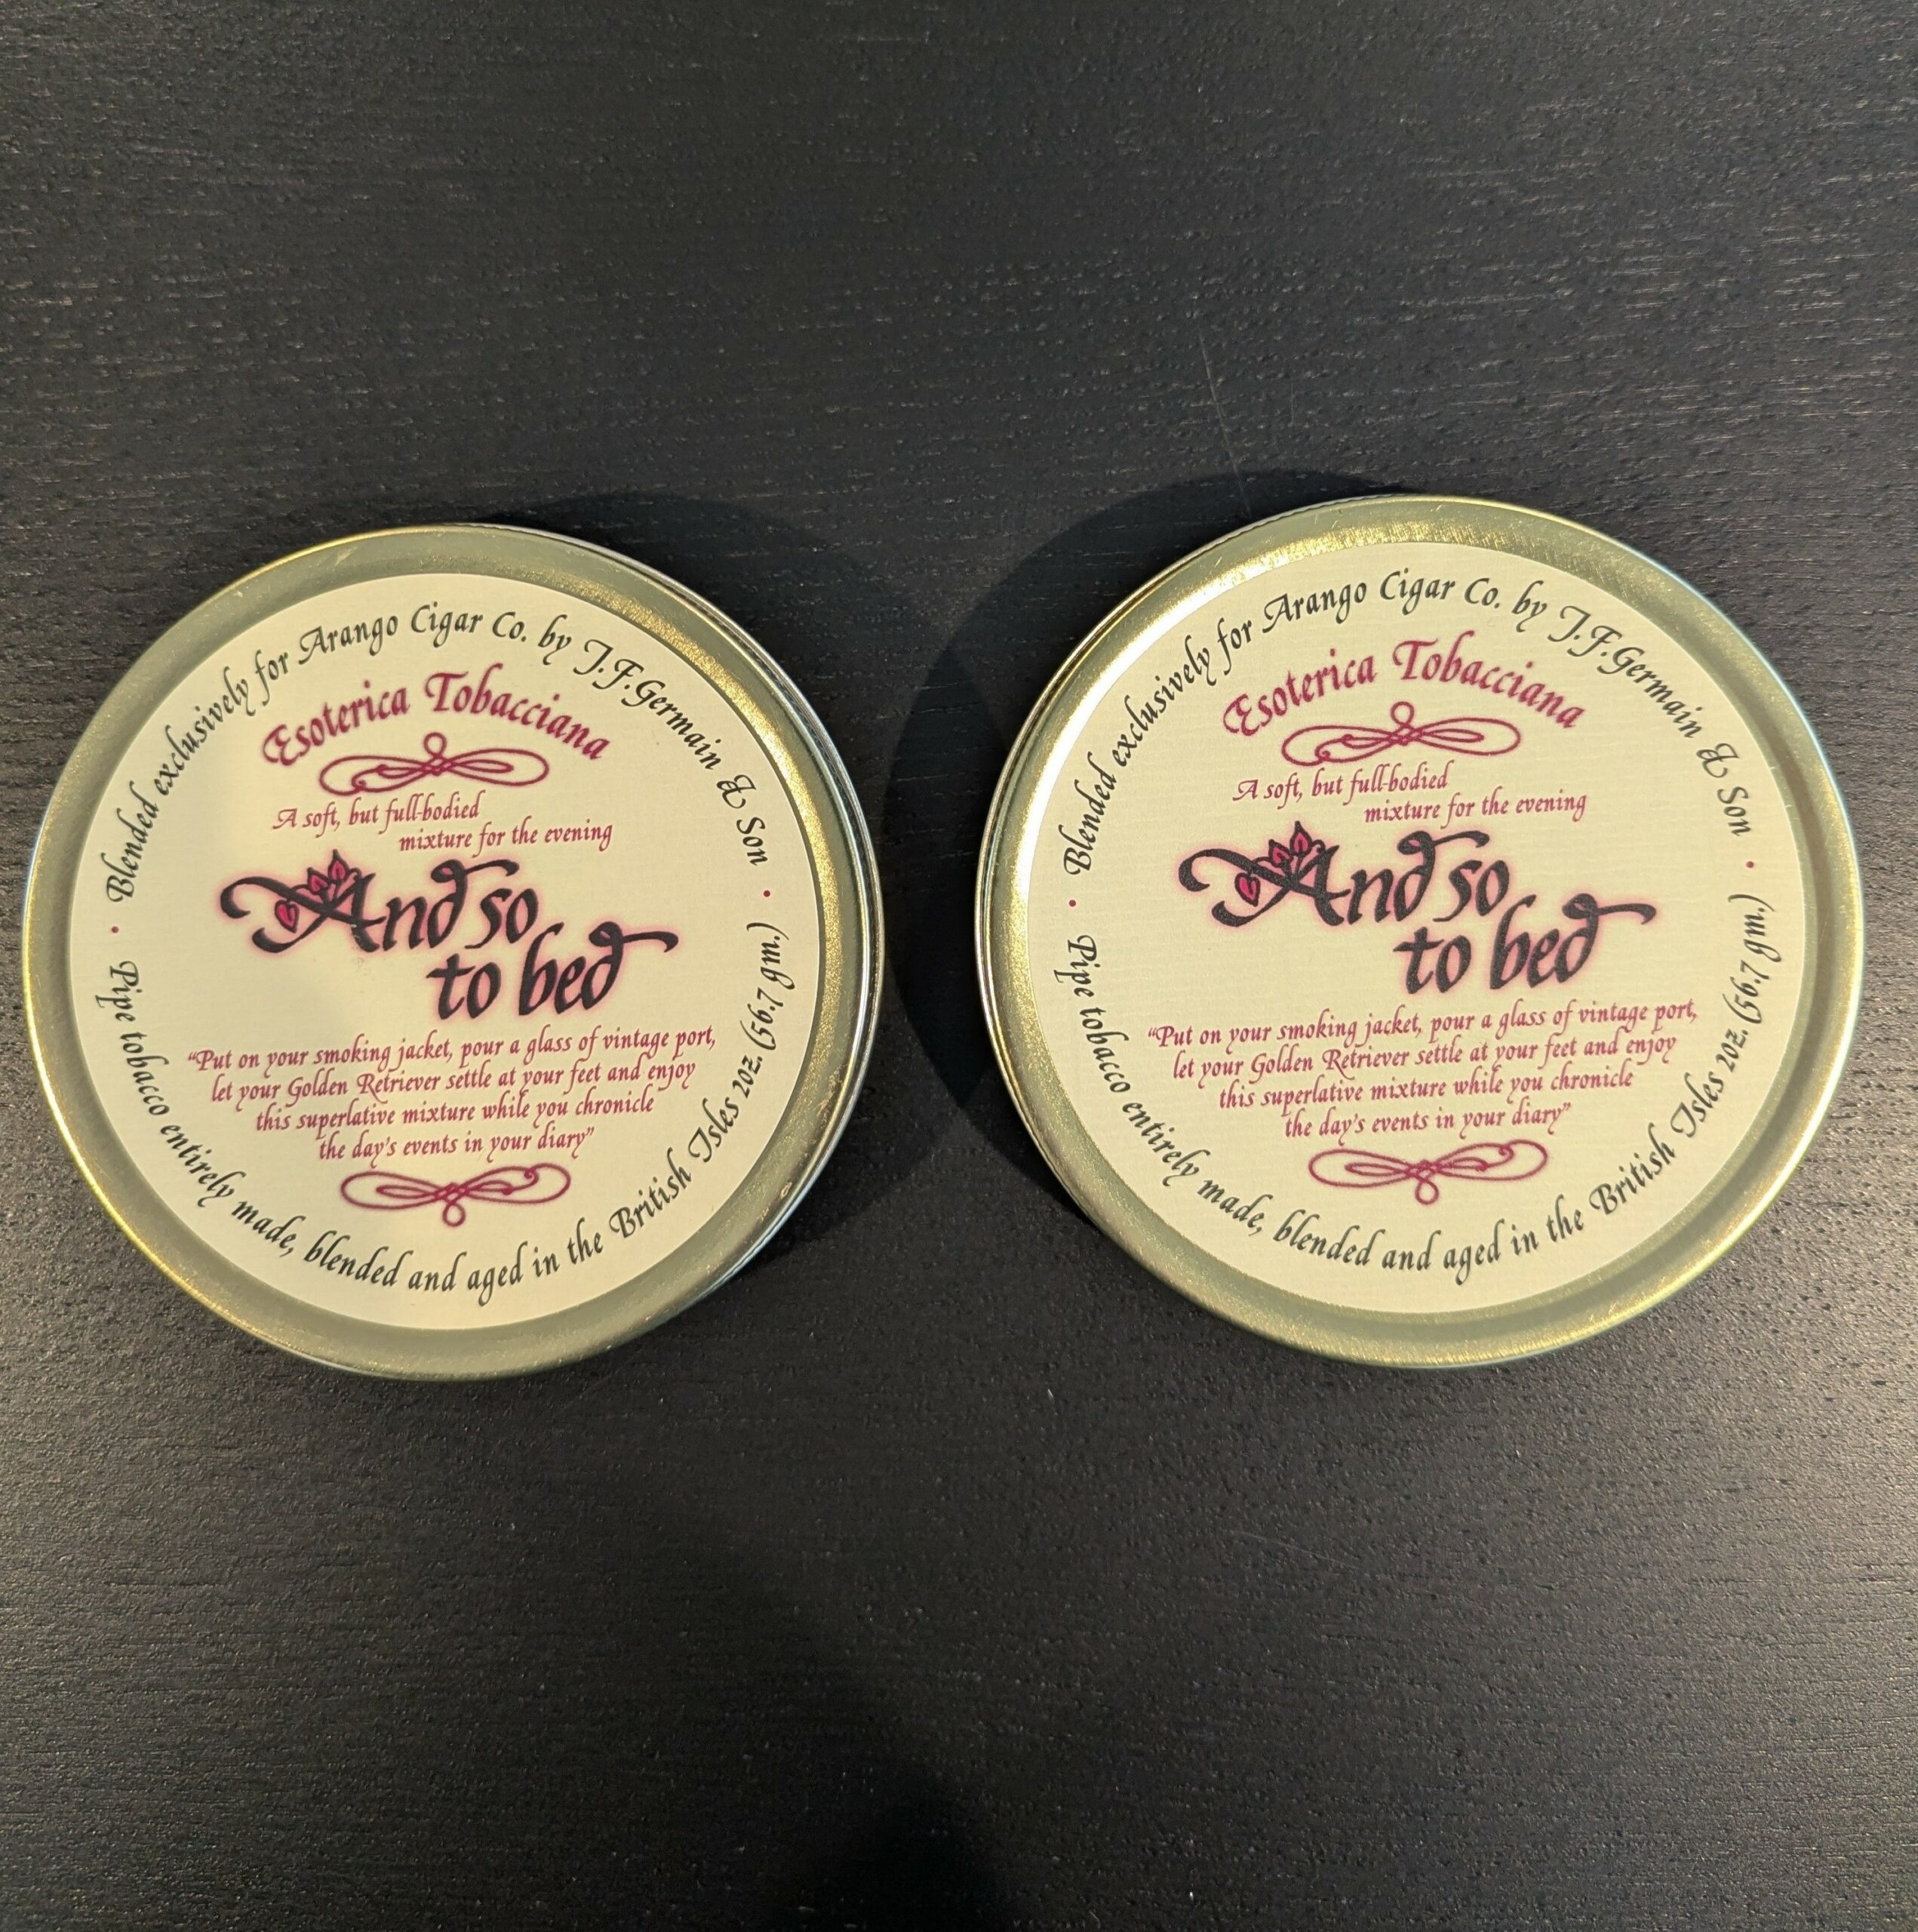 Blended exclusively for Arango Cigar Co. by J.F.Germain & Son
Esoterica Tobacciana
A soft, but full-bodied
mixture for the evening
And so
to bed
"Put on your smoking jacket, pour a glass of vintage port,
let your Golden Retriever settle at your feet and enjoy
this superlative mixture while you chronicle
the day's events in your diary"
Pipe tobacco entirely made, blended and aged in the British Isles 2oz. (56.7 gm.)
Blended exclusively for Arango Cigar Co. by J.F.Germain & Son
Esoterica Tobacciana
A soft, but full-bodied
mixture for the evening
And so
to bed
"Put on your smoking jacket, pour a glass of vintage port,
let your Golden Retriever settle at your feet and enjoy
this superlative mixture while you chronicle
the day's events in your diary"
Pipe tobacco entirely made, blended and aged in the British Isles 2oz. (56.7 gm.)